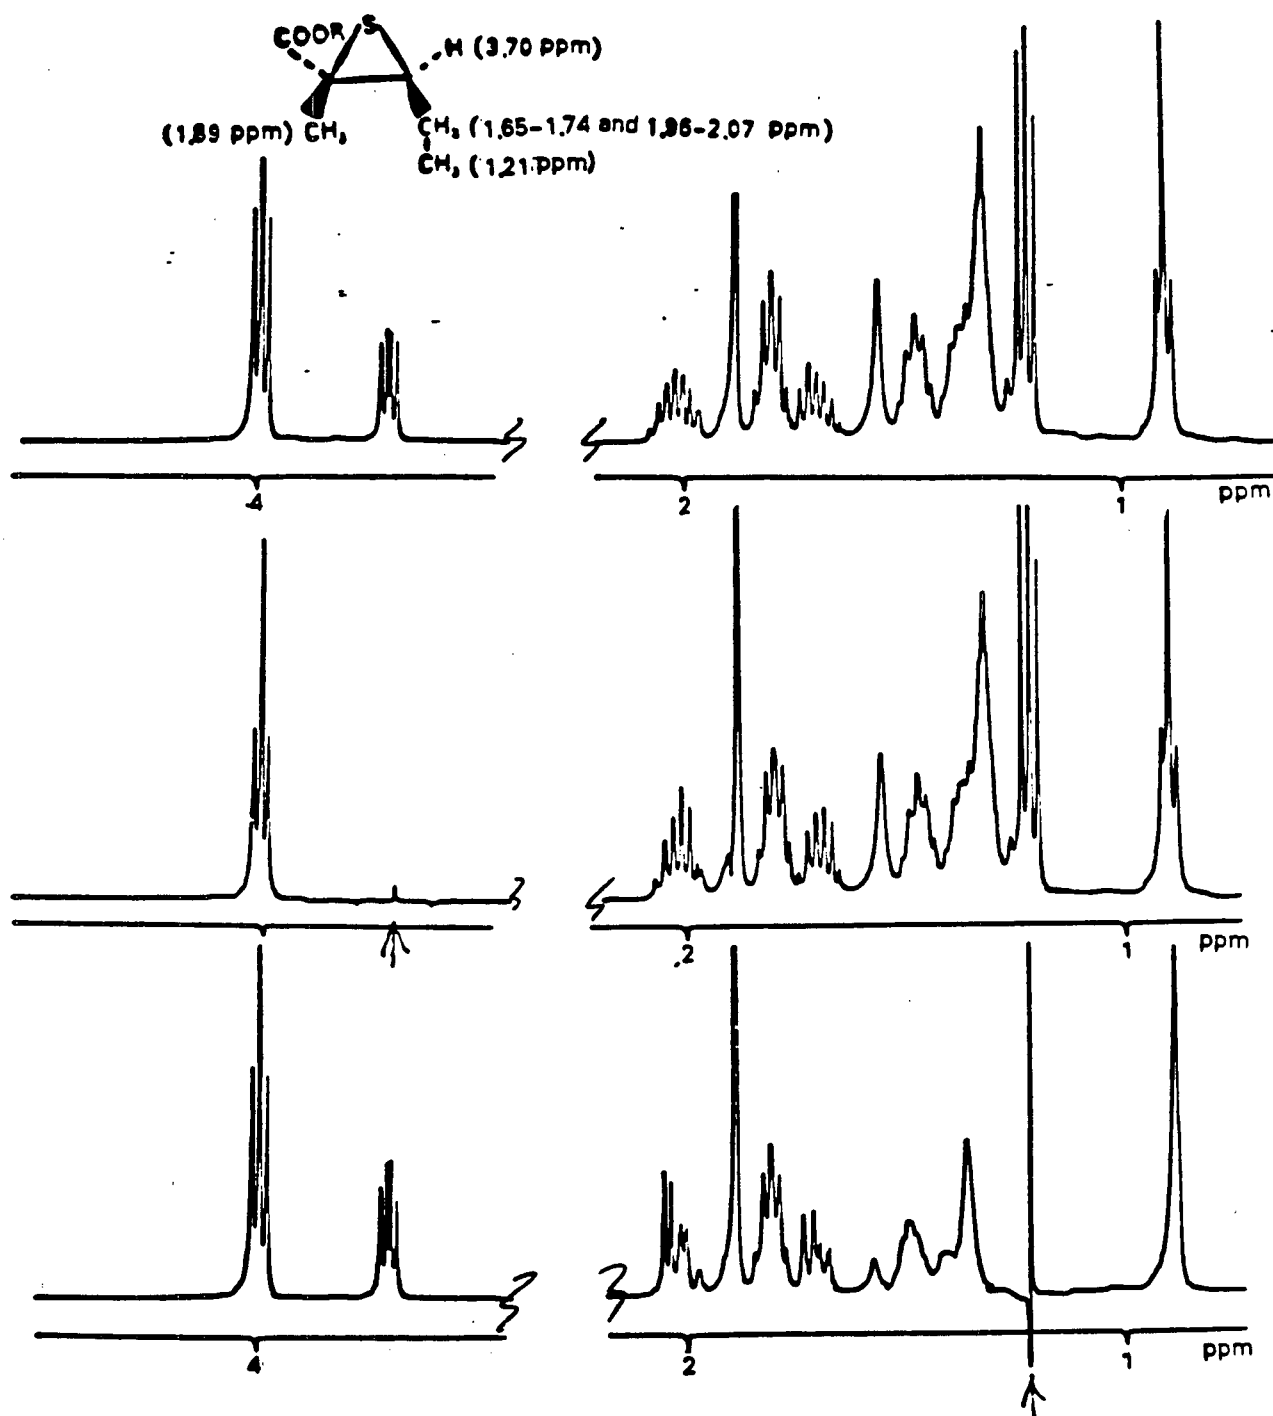 COOR S
H (3.70 ppm)
(1.89 ppm) CH₃
CH₂ (1.65-1.74 and 1.96-2.07 ppm)
CH₃ (1.21 ppm)
4 2 1 ppm
2 1 ppm
4 2 1 ppm